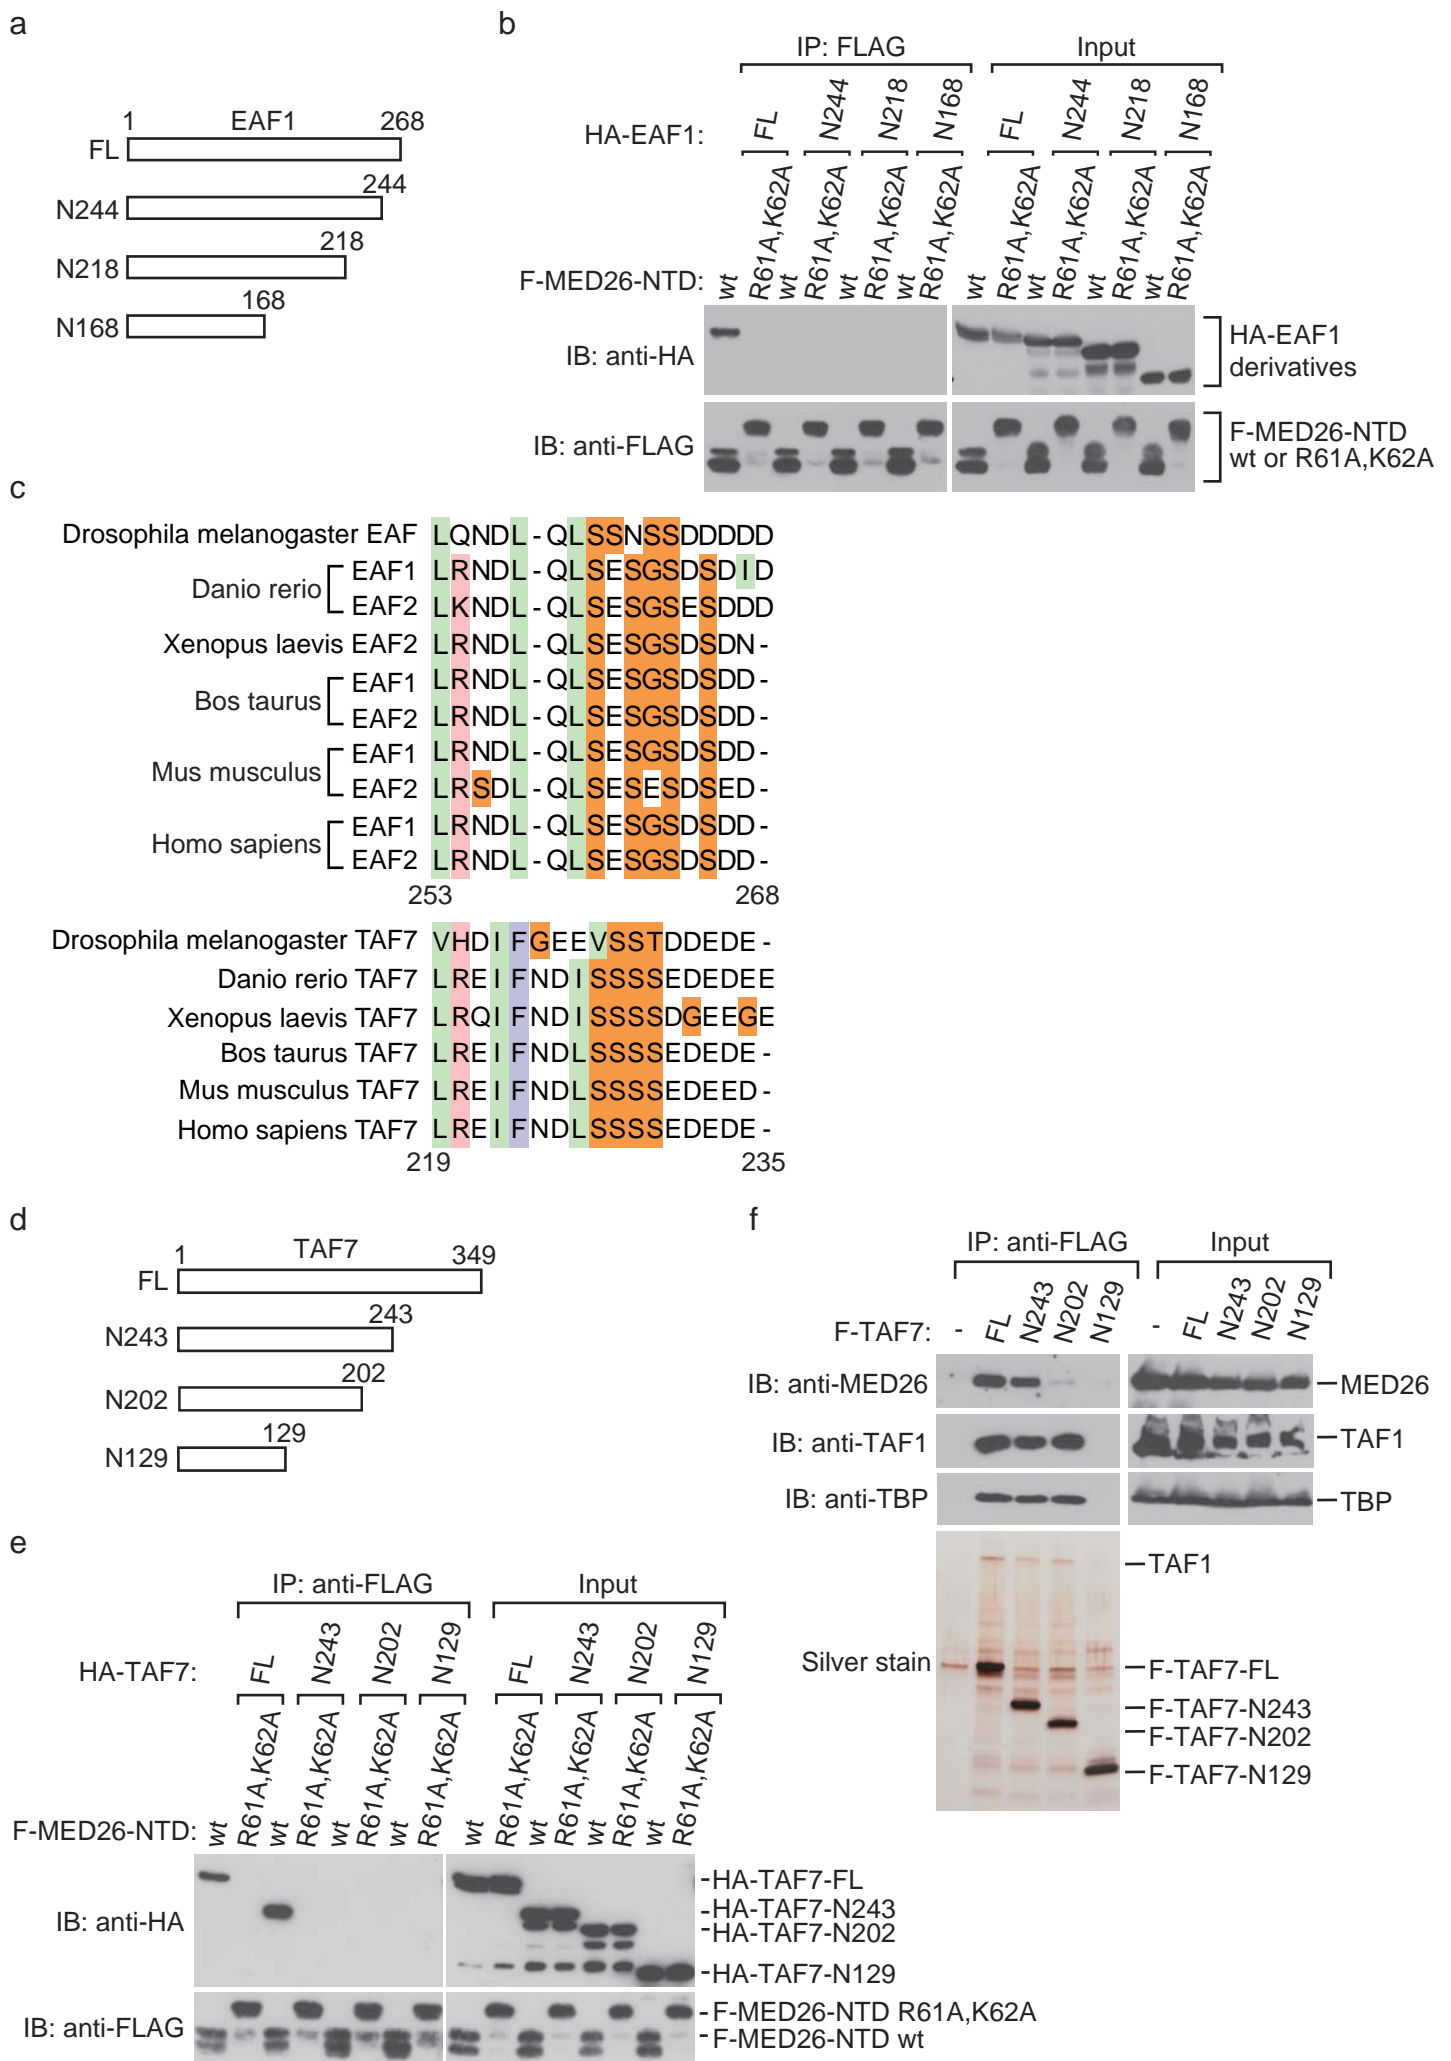 a
1 EAF1 268
FL
244
N244
218
N218
168
N168
b
IP: FLAG Input
HA-EAF1: FL N244 N218 N168 FL N244 N218 N168
F-MED26-NTD: wt R61A,K62A wt R61A,K62A wt R61A,K62A wt R61A,K62A wt R61A,K62A wt R61A,K62A wt R61A,K62A wt R61A,K62A
IB: anti-HA
HA-EAF1
derivatives
IB: anti-FLAG
F-MED26-NTD
wt or R61A,K62A
c
Drosophila melanogaster EAF LQNDL-QLSSNSSDDDDD
Danio rerio
EAF1 LRNDL-QLSESGSDSDID
EAF2 LKNDL-QLSESGSESDDD
Xenopus laevis EAF2 LRNDL-QLSESGSDSDN-
Bos taurus
EAF1 LRNDL-QLSESGSDSDD-
EAF2 LRNDL-QLSESGSDSDD-
Mus musculus
EAF1 LRNDL-QLSESGSDSDD-
EAF2 LRSDL-QLSESESDSED-
Homo sapiens
EAF1 LRNDL-QLSESGSDSDD-
EAF2 LRNDL-QLSESGSDSDD-
253 268
Drosophila melanogaster TAF7 VHDIFGEEVSSTDDEDE-
Danio rerio TAF7 LREIFNDISSSSEDEDEE
Xenopus laevis TAF7 LRQIFNDISSSSDGEEGE
Bos taurus TAF7 LREIFNDLSSSSEDEDE-
Mus musculus TAF7 LREIFNDLSSSSEDEED-
Homo sapiens TAF7 LREIFNDLSSSSEDEDE-
219 235
d
1 TAF7 349
FL
243
N243
202
N202
129
N129
e
IP: anti-FLAG Input
HA-TAF7: FL N243 N202 N129 FL N243 N202 N129
F-MED26-NTD: wt R61A,K62A wt R61A,K62A wt R61A,K62A wt R61A,K62A wt R61A,K62A wt R61A,K62A wt R61A,K62A wt R61A,K62A
IB: anti-HA
-HA-TAF7-FL
-HA-TAF7-N243
-HA-TAF7-N202
-HA-TAF7-N129
IB: anti-FLAG
-F-MED26-NTD R61A,K62A
-F-MED26-NTD wt
f
IP: anti-FLAG Input
F-TAF7: - FL N243 N202 N129 - FL N243 N202 N129
IB: anti-MED26 —MED26
IB: anti-TAF1 —TAF1
IB: anti-TBP —TBP
—TAF1
Silver stain
—F-TAF7-FL
—F-TAF7-N243
—F-TAF7-N202
—F-TAF7-N129